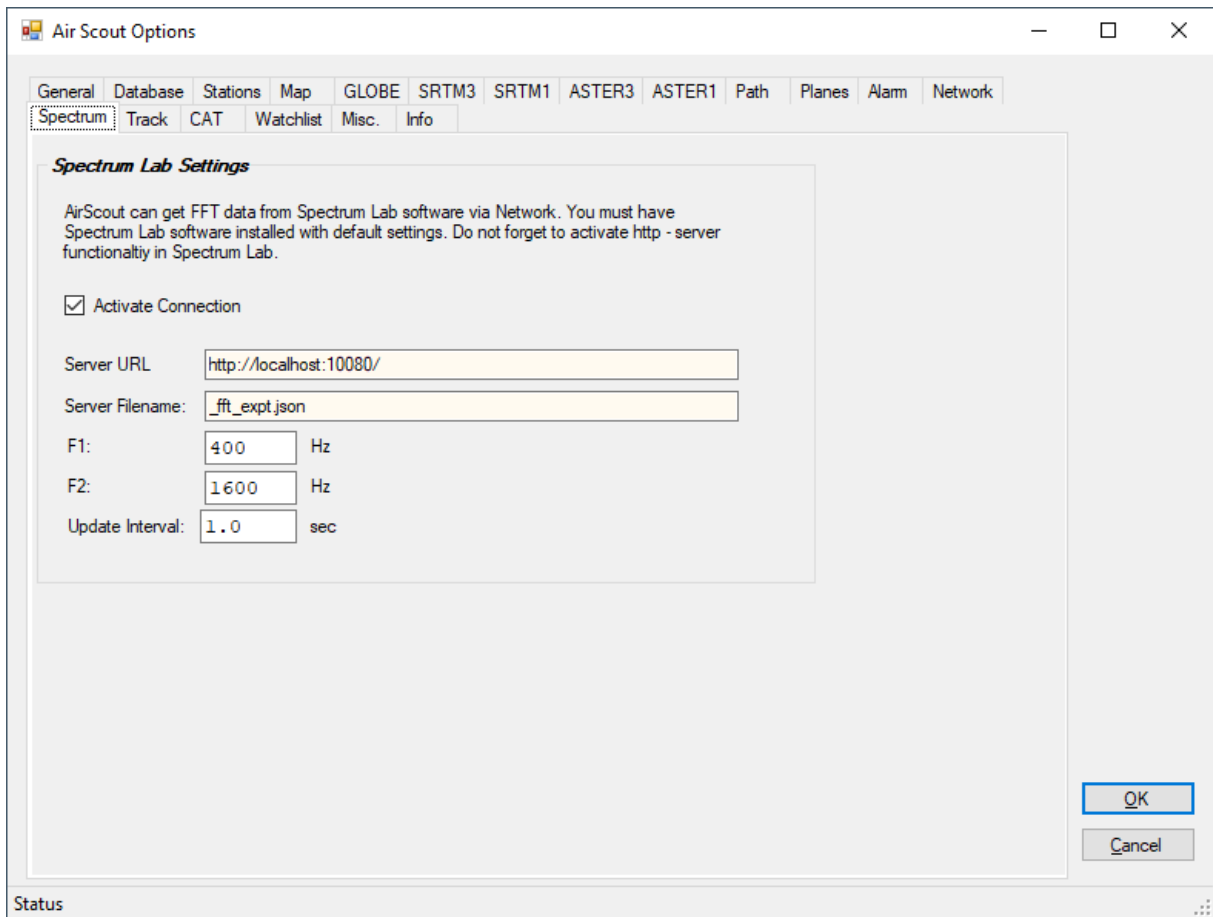 Air Scout Options
General Database Stations Map GLOBE SRTM3 SRTM1 ASTER3 ASTER1 Path Planes Alarm Network
Spectrum Track CAT Watchlist Misc. Info
Spectrum Lab Settings
AirScout can get FFT data from Spectrum Lab software via Network. You must have
Spectrum Lab software installed with default settings. Do not forget to activate http - server
functionaltiy in Spectrum Lab.
Activate Connection
Server URL http://localhost:10080/
Server Filename: _fft_expt.json
F1: 400 Hz
F2: 1600 Hz
Update Interval: 1.0 sec
OK
Cancel
Status